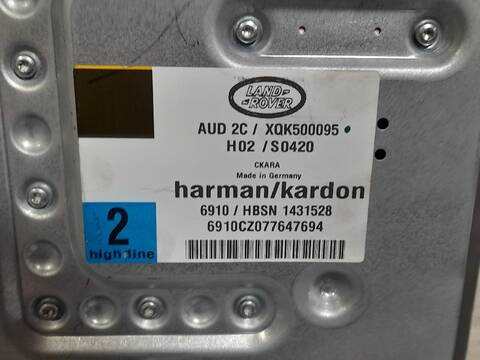 LAND-
ROVER
AUD 2C / XQK500095
H02 / S0420
CKARA
Made in Germany
harman/kardon
6910 / HBSN 1431528
6910CZ077647694
2
high line